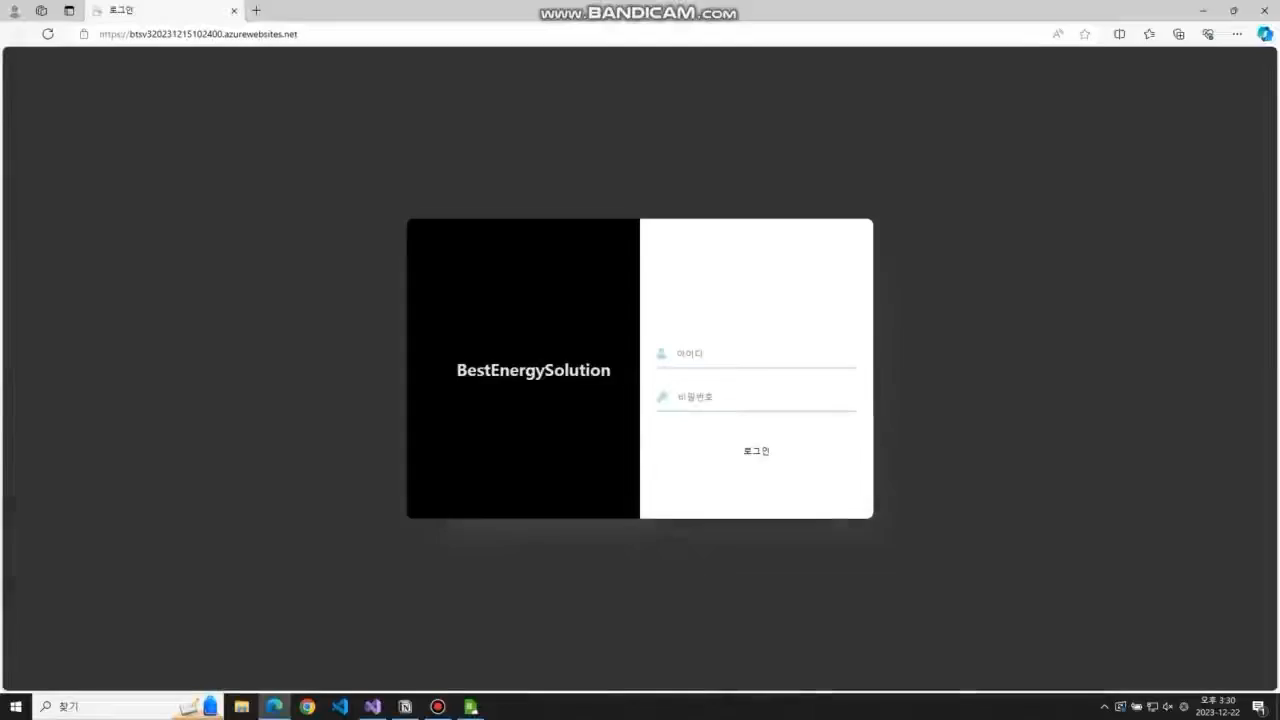 로그인
www.BANDICAM.com
https://btsv320231215102400.azurewebsites.net
BestEnergySolution
아이디
비밀번호
로그인
찾기
오후 3:30
2023-12-22